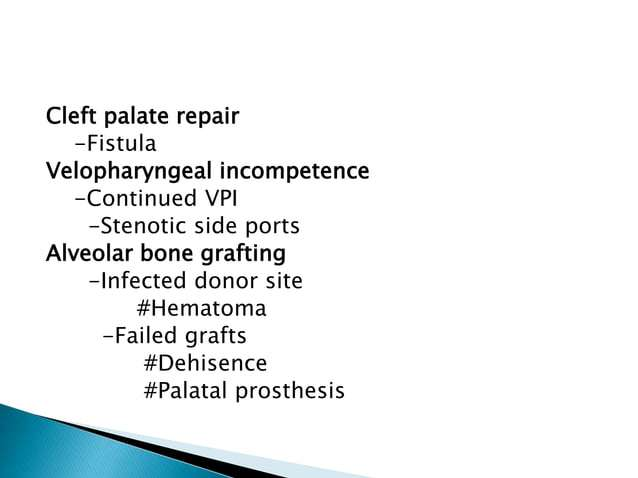 Cleft palate repair
-Fistula
Velopharyngeal incompetence
-Continued VPI
-Stenotic side ports
Alveolar bone grafting
-Infected donor site
#Hematoma
-Failed grafts
#Dehisence
#Palatal prosthesis